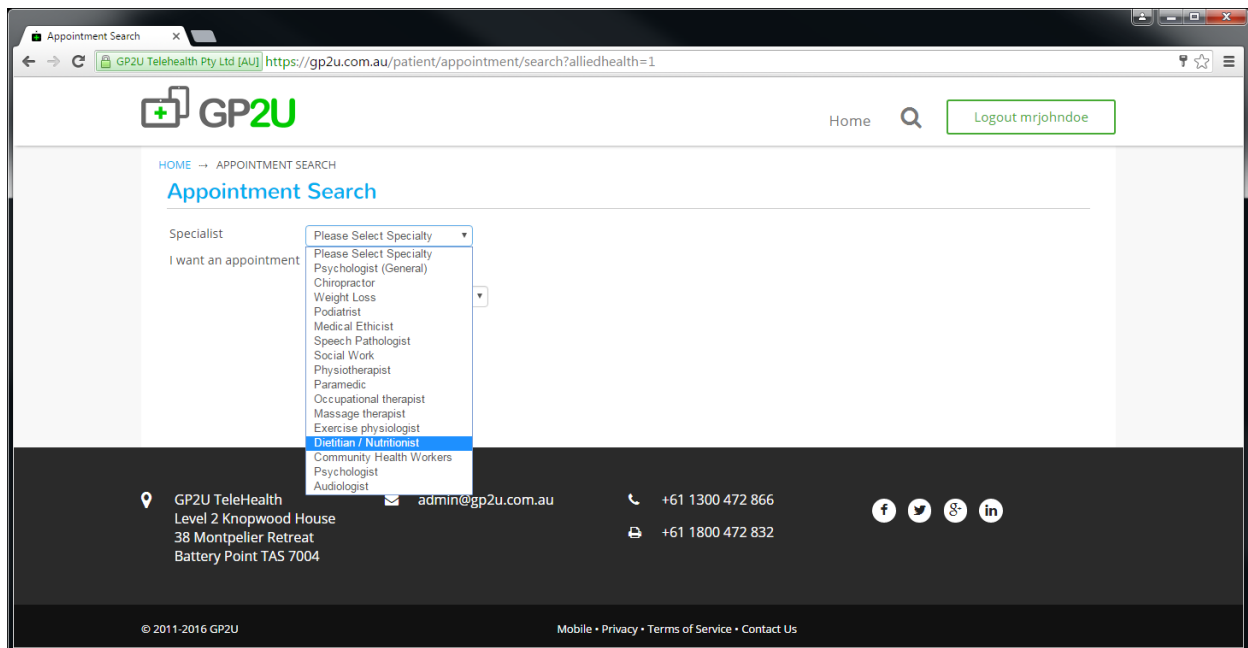 Appointment Search
GP2U Telehealth Pty Ltd [AU] https://gp2u.com.au/patient/appointment/search?alliedhealth=1
GP2U
Home
Logout mrjohndoe
HOME → APPOINTMENT SEARCH
Appointment Search
Specialist
Please Select Specialty
I want an appointment
Please Select Specialty
Psychologist (General)
Chiropractor
Weight Loss
Podiatrist
Medical Ethicist
Speech Pathologist
Social Work
Physiotherapist
Paramedic
Occupational therapist
Massage therapist
Exercise physiologist
Dietitian / Nutritionist
Community Health Workers
Psychologist
Audiologist
GP2U TeleHealth
Level 2 Knopwood House
38 Montpelier Retreat
Battery Point TAS 7004
admin@gp2u.com.au
+61 1300 472 866
+61 1800 472 832
f
g+
in
© 2011-2016 GP2U
Mobile • Privacy • Terms of Service • Contact Us